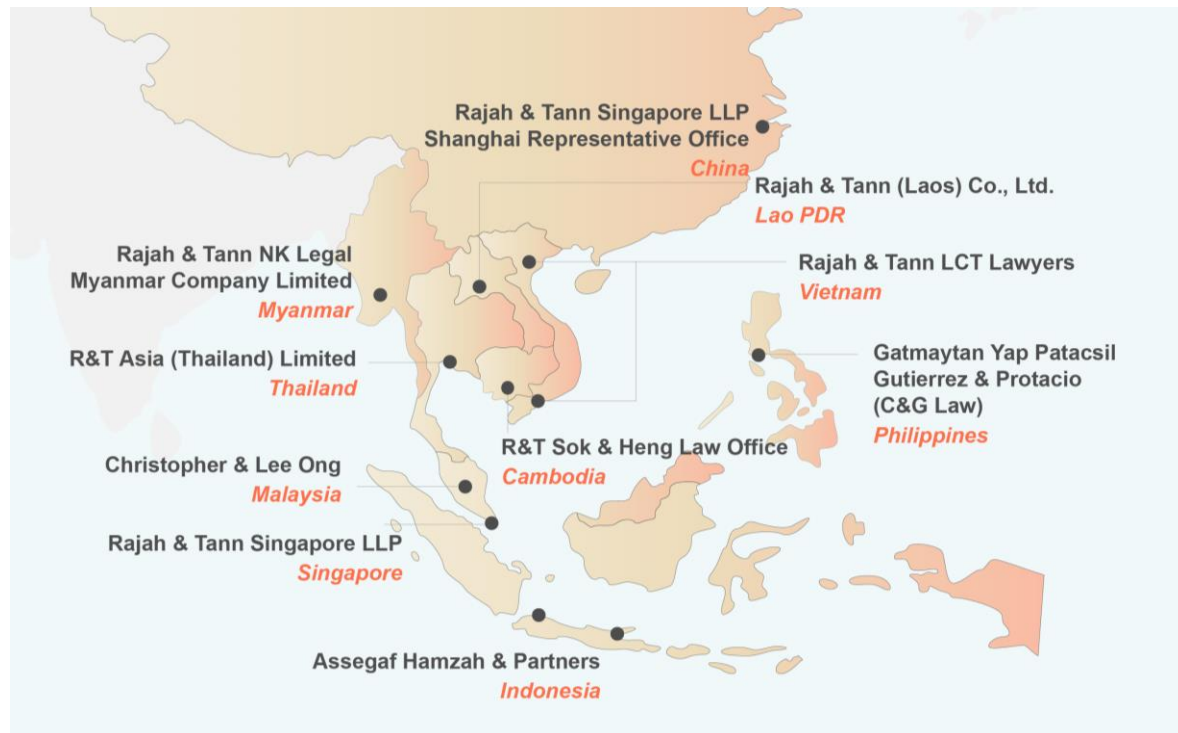 Rajah & Tann Singapore LLP
Shanghai Representative Office
China
Rajah & Tann (Laos) Co., Ltd.
Lao PDR
Rajah & Tann NK Legal
Myanmar Company Limited
Myanmar
Rajah & Tann LCT Lawyers
Vietnam
R&T Asia (Thailand) Limited
Thailand
Gatmaytan Yap Patacsil
Gutierrez & Protacio
(C&G Law)
Philippines
R&T Sok & Heng Law Office
Cambodia
Christopher & Lee Ong
Malaysia
Rajah & Tann Singapore LLP
Singapore
Assegaf Hamzah & Partners
Indonesia